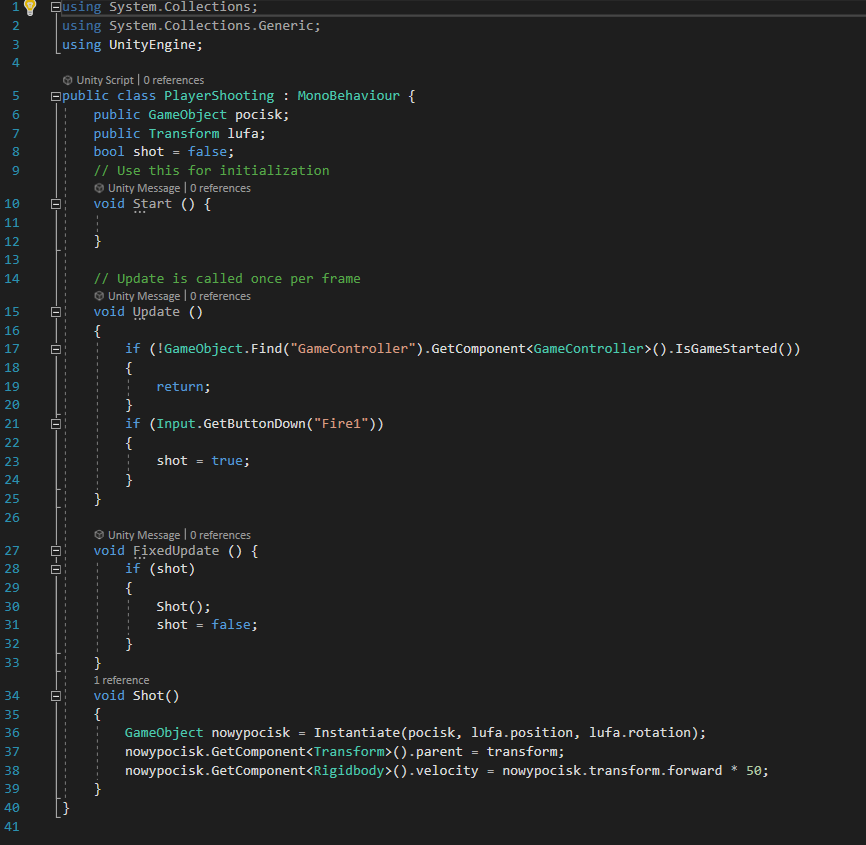 1 using System.Collections;
2 using System.Collections.Generic;
3 using UnityEngine;
4
Unity Script | 0 references
5 public class PlayerShooting : MonoBehaviour {
6 public GameObject pocisk;
7 public Transform lufa;
8 bool shot = false;
9 // Use this for initialization
Unity Message | 0 references
10 void Start () {
11
12 }
13
14 // Update is called once per frame
Unity Message | 0 references
15 void Update ()
16 {
17 if (!GameObject.Find("GameController").GetComponent<GameController>().IsGameStarted())
18 {
19 return;
20 }
21 if (Input.GetButtonDown("Fire1"))
22 {
23 shot = true;
24 }
25 }
26
Unity Message | 0 references
27 void FixedUpdate () {
28 if (shot)
29 {
30 Shot();
31 shot = false;
32 }
33 }
1 reference
34 void Shot()
35 {
36 GameObject nowypocisk = Instantiate(pocisk, lufa.position, lufa.rotation);
37 nowypocisk.GetComponent<Transform>().parent = transform;
38 nowypocisk.GetComponent<Rigidbody>().velocity = nowypocisk.transform.forward * 50;
39 }
40 }
41